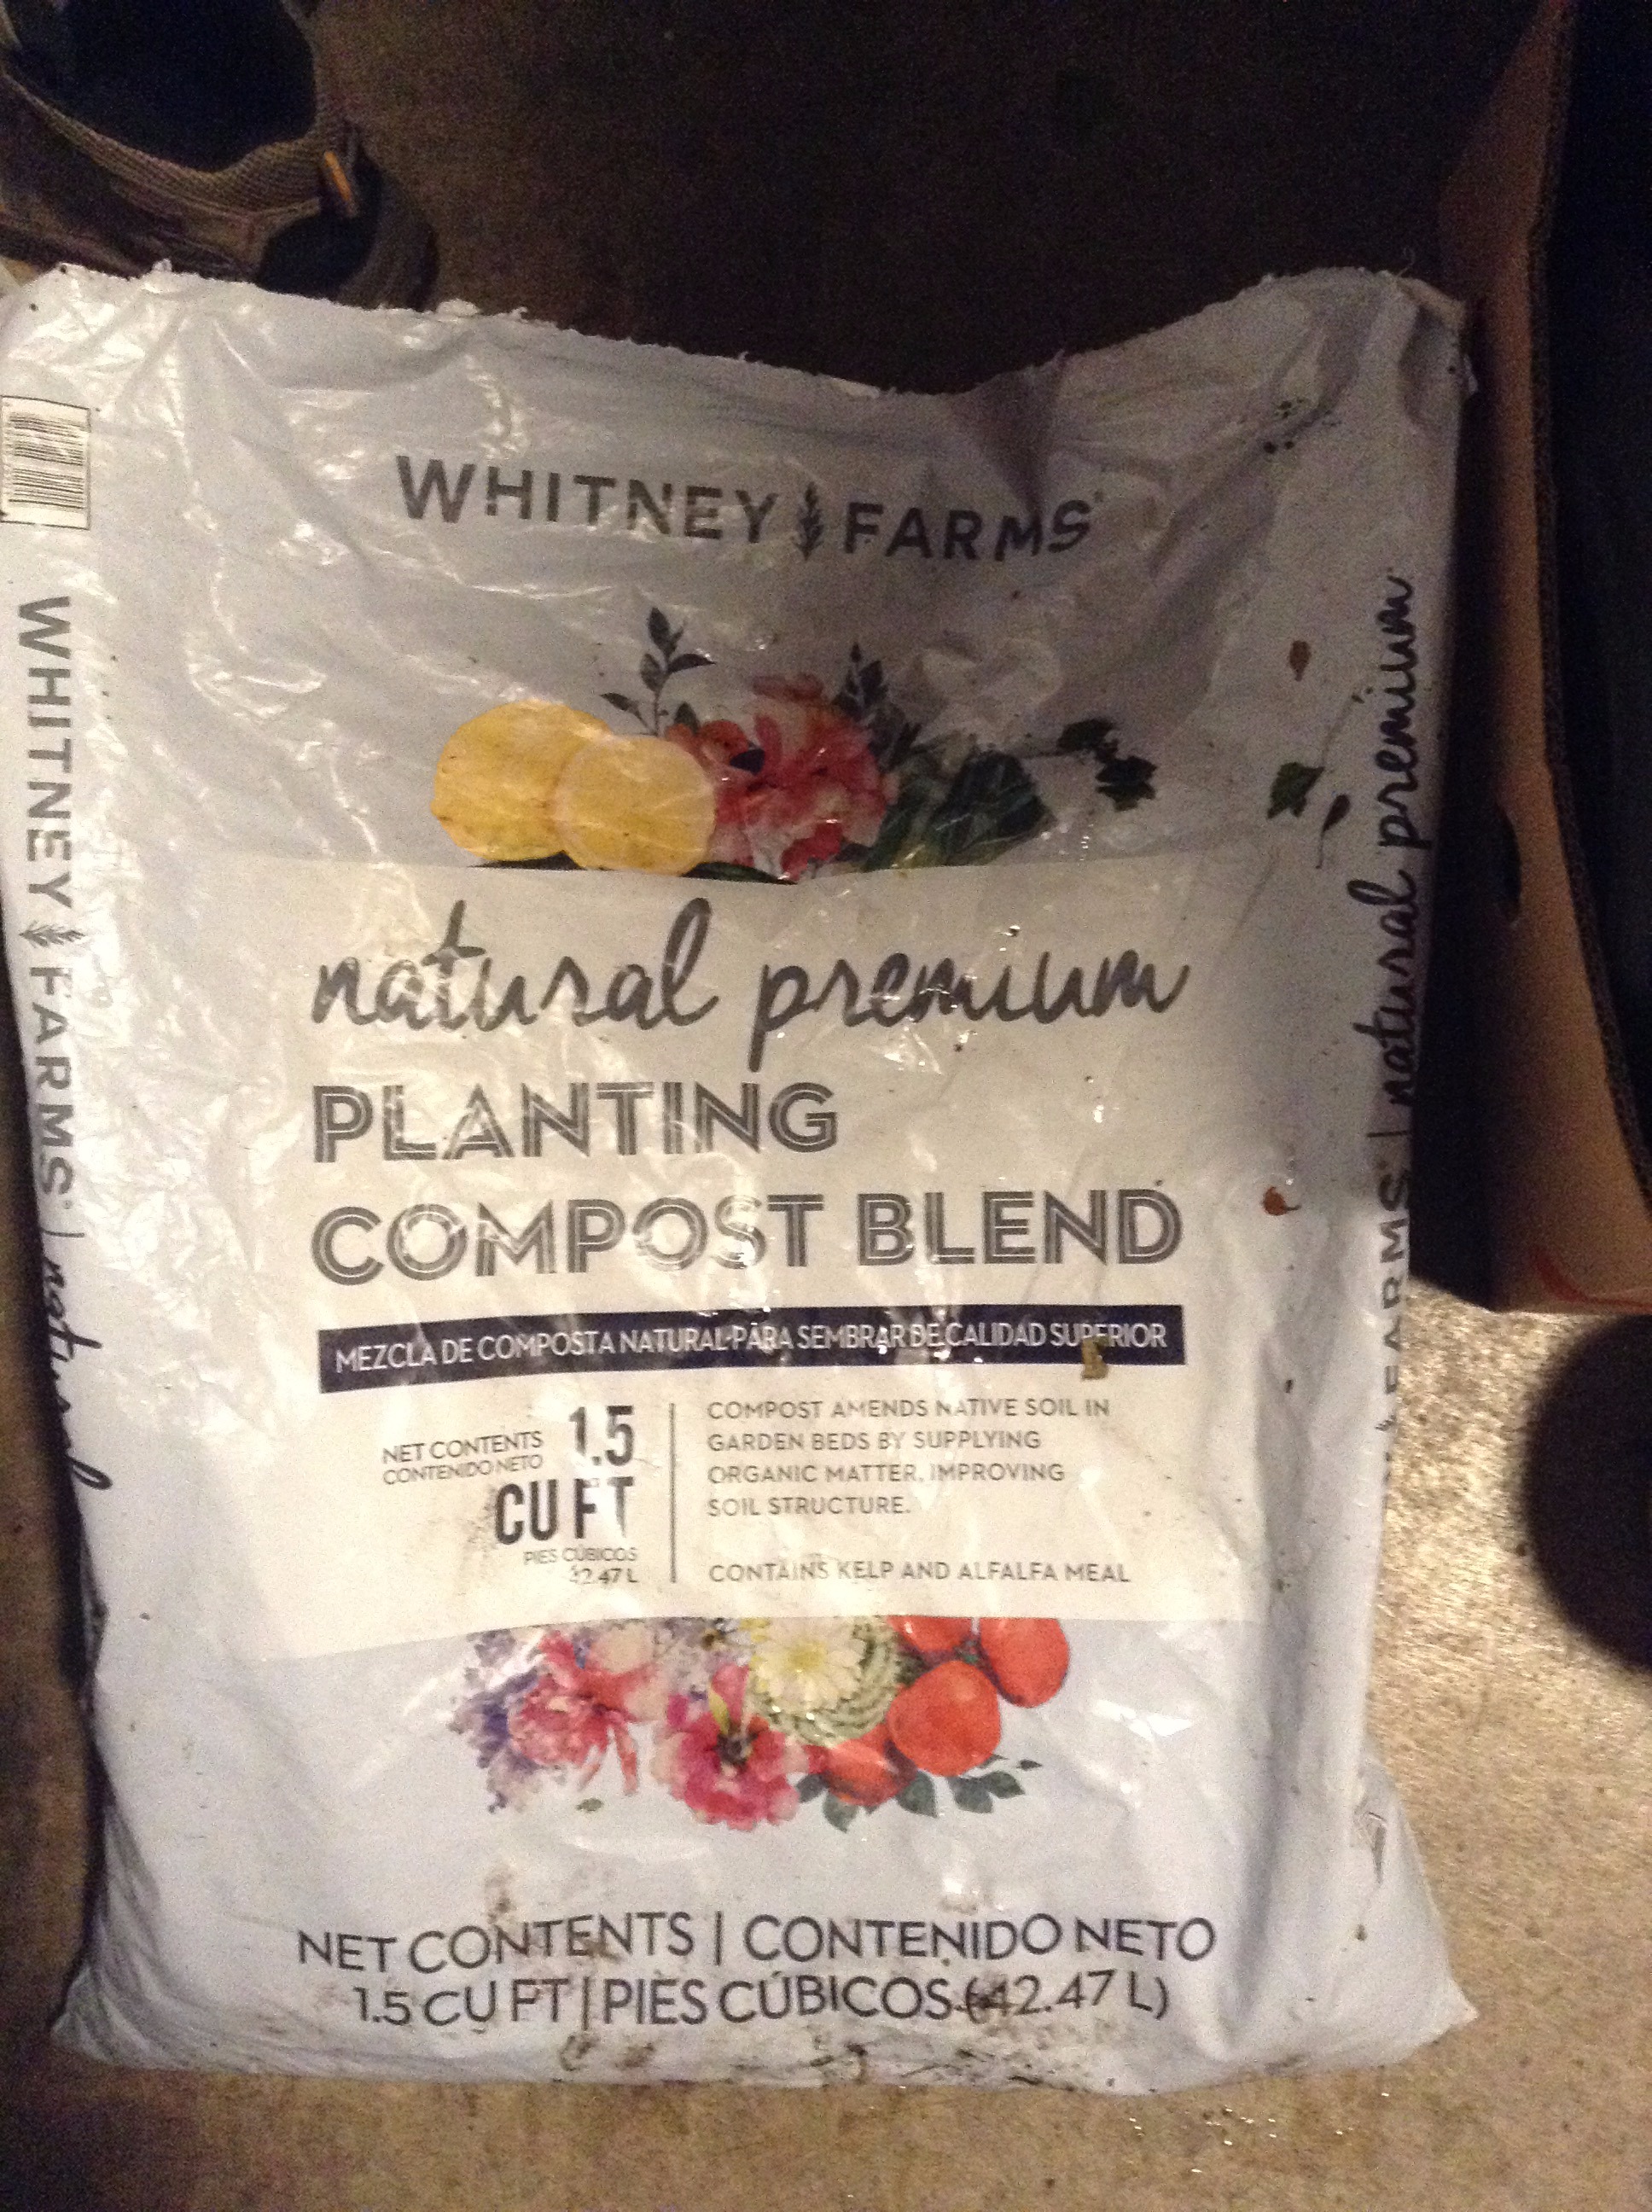 WHITNEY FARMS®
natural premium
PLANTING
COMPOST BLEND
MEZCLA DE COMPOSTA NATURAL PARA SEMBRAR DE CALIDAD SUPERIOR
NET CONTENTS 1.5
CONTENIDO NETO
CU FT
PIES CÚBICOS
42.47 L
COMPOST AMENDS NATIVE SOIL IN
GARDEN BEDS BY SUPPLYING
ORGANIC MATTER, IMPROVING
SOIL STRUCTURE.
CONTAINS KELP AND ALFALFA MEAL
NET CONTENTS | CONTENIDO NETO
1.5 CU FT | PIES CÚBICOS (42.47 L)
WHITNEY FARMS® | natural
FARMS® | natural premium